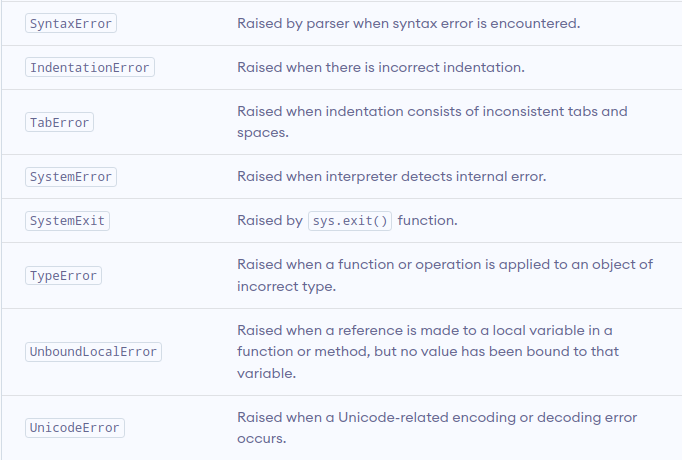 SyntaxError Raised by parser when syntax error is encountered.
IndentationError Raised when there is incorrect indentation.
TabError Raised when indentation consists of inconsistent tabs and
spaces.
SystemError Raised when interpreter detects internal error.
SystemExit Raised by sys.exit() function.
TypeError Raised when a function or operation is applied to an object of
incorrect type.
UnboundLocalError Raised when a reference is made to a local variable in a
function or method, but no value has been bound to that
variable.
UnicodeError Raised when a Unicode-related encoding or decoding error
occurs.